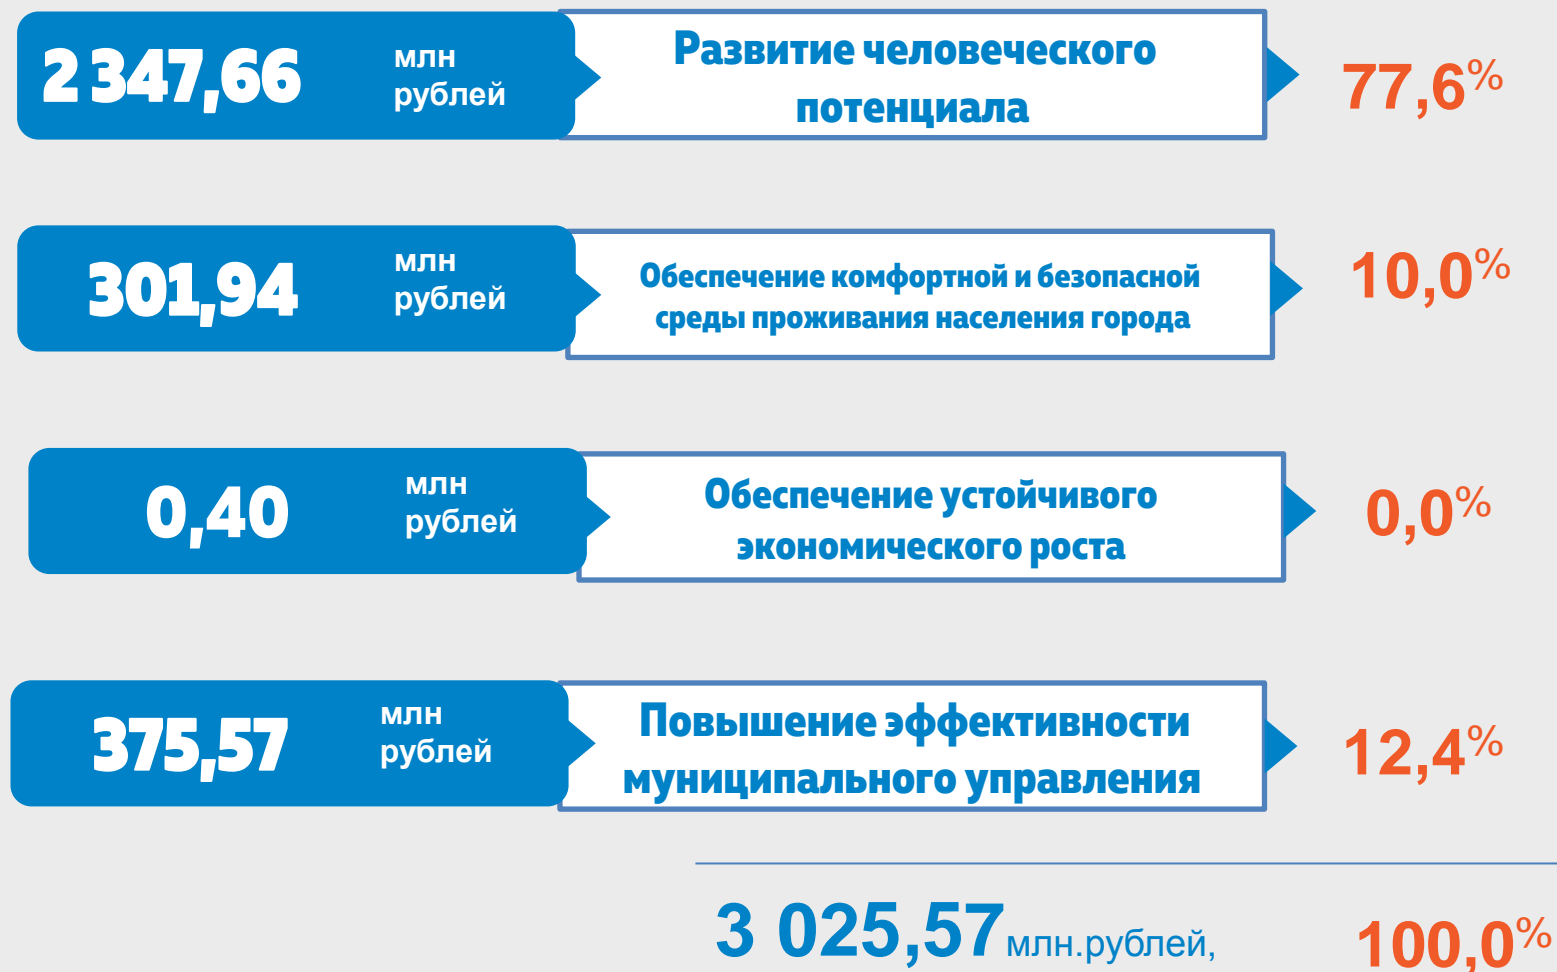 2 347,66
млн
рублей
Развитие человеческого
потенциала
77,6%
301,94
млн
рублей
Обеспечение комфортной и безопасной
среды проживания населения города
10,0%
0,40
млн
рублей
Обеспечение устойчивого
экономического роста
0,0%
375,57
млн
рублей
Повышение эффективности
муниципального управления
12,4%
3 025,57 млн.рублей,
100,0%